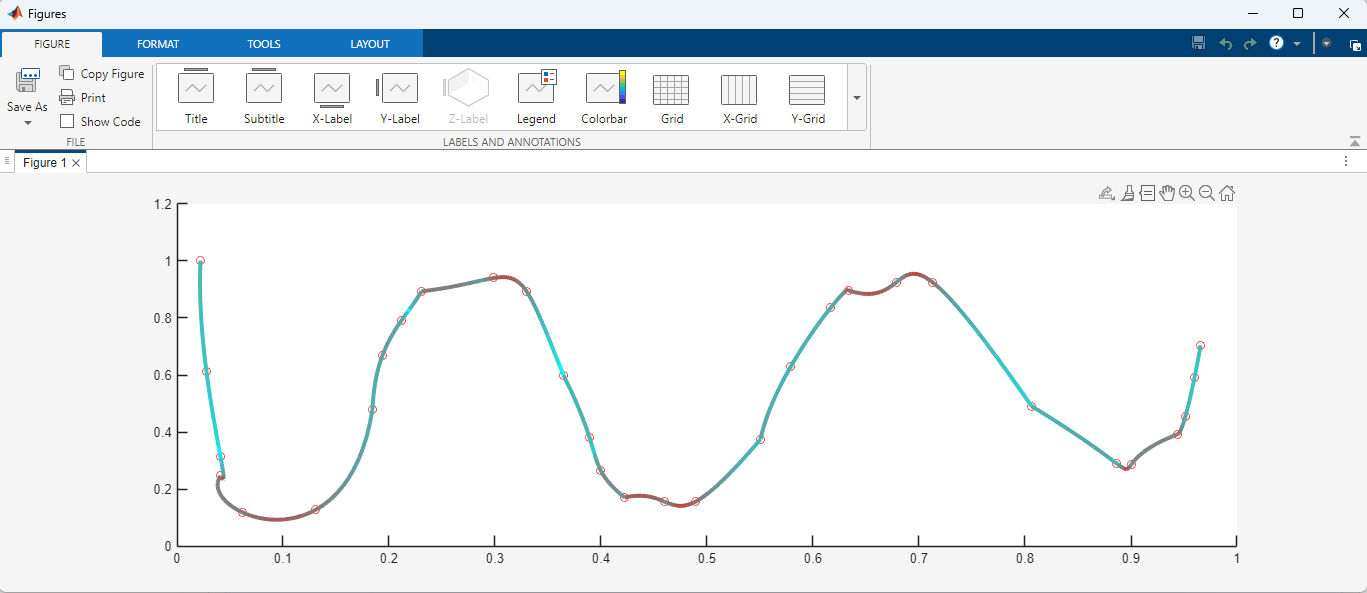 Figures
FIGURE FORMAT TOOLS LAYOUT
?
Save As
Copy Figure
Print
Show Code
FILE
Title Subtitle X-Label Y-Label Z-Label Legend Colorbar Grid X-Grid Y-Grid
LABELS AND ANNOTATIONS
Figure 1
1.2
1
0.8
0.6
0.4
0.2
0
0 0.1 0.2 0.3 0.4 0.5 0.6 0.7 0.8 0.9 1